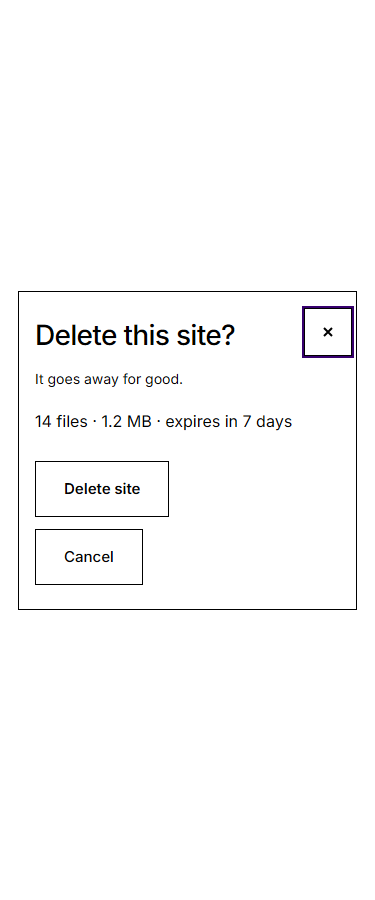 Delete this site?
×
It goes away for good.
14 files · 1.2 MB · expires in 7 days
Delete site
Cancel